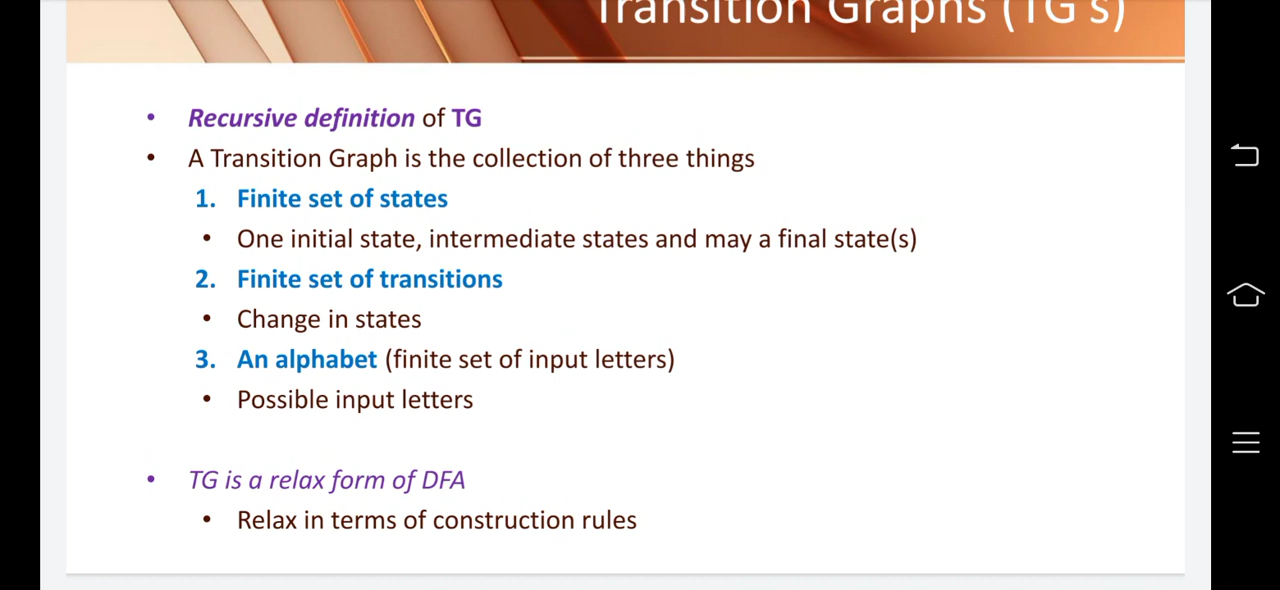 Transition Graphs (TG's)
• Recursive definition of TG
• A Transition Graph is the collection of three things
1. Finite set of states
• One initial state, intermediate states and may a final state(s)
2. Finite set of transitions
• Change in states
3. An alphabet (finite set of input letters)
• Possible input letters
• TG is a relax form of DFA
• Relax in terms of construction rules